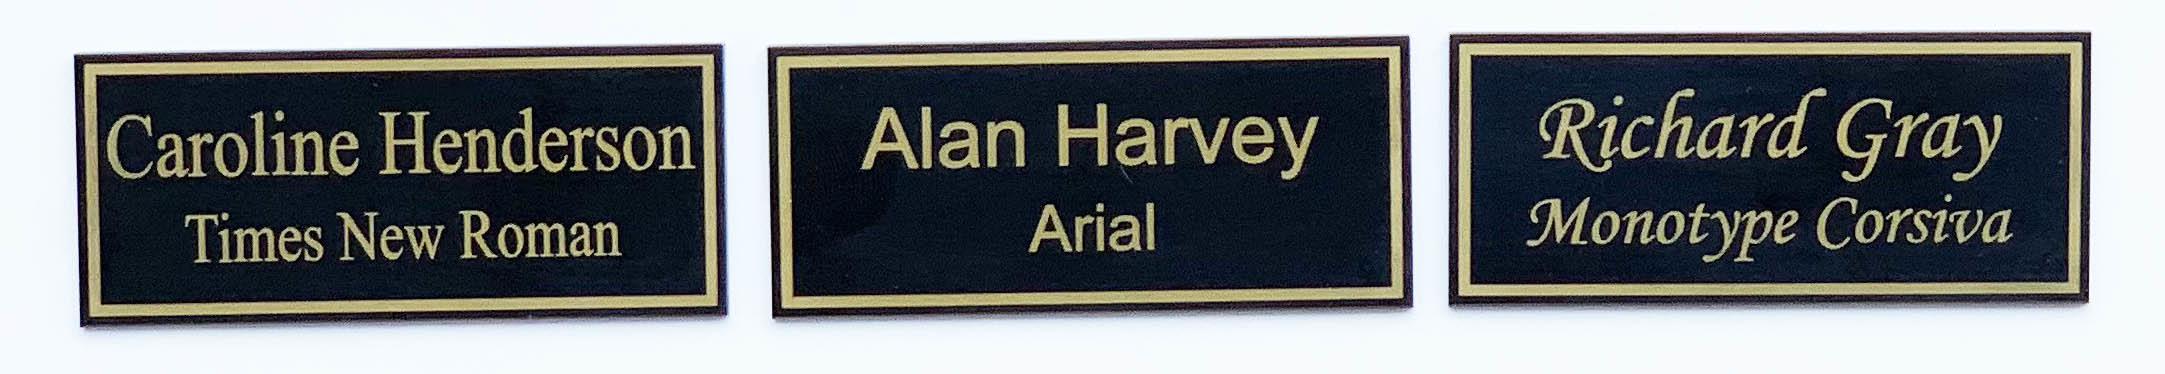 Caroline Henderson
Times New Roman
Alan Harvey
Arial
Richard Gray
Monotype Corsiva